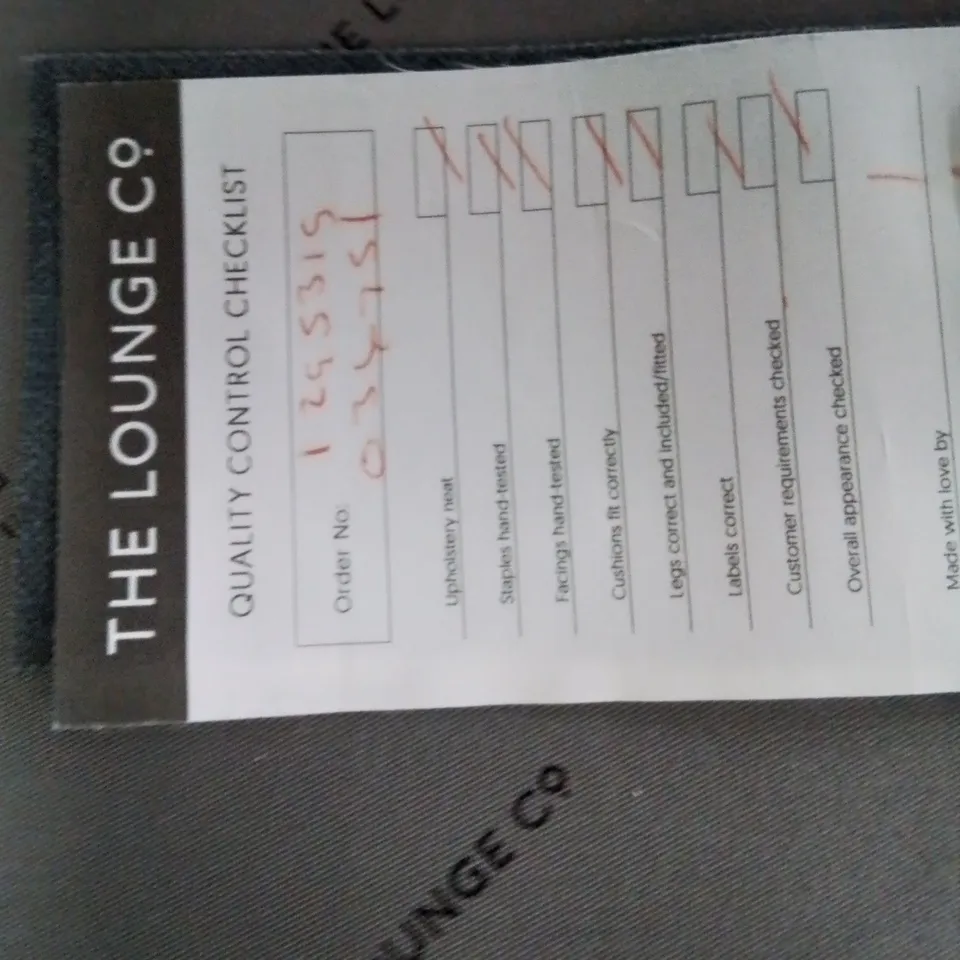 THE LOUNGE CO
QUALITY CONTROL CHECKLIST
Order No:
Upholstery neat
Staples hand-tested
Facings hand-tested
Cushions fit correctly
Legs correct and included/fitted
Labels correct
Customer requirements checked
Overall appearance checked
Made with love by
UNGE CO